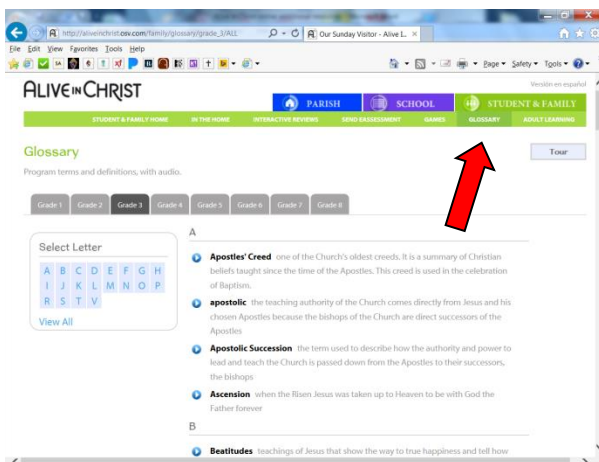 http://aliveinchrist.osv.com/family/glossary/grade_3/ALL
Our Sunday Visitor - Alive I...
File Edit View Favorites Tools Help
Page Safety Tools
ALIVE IN CHRIST
Versión en español
PARISH SCHOOL STUDENT & FAMILY
STUDENT & FAMILY HOME IN THE HOME INTERACTIVE REVIEWS SEND EASSESSMENT GAMES GLOSSARY ADULT LEARNING
Glossary
Tour
Program terms and definitions, with audio.
Grade 1 Grade 2 Grade 3 Grade 4 Grade 5 Grade 6 Grade 7 Grade 8
Select Letter
A B C D E F G H
I J K L M N O P
R S T V
View All
A
Apostles' Creed one of the Church's oldest creeds. It is a summary of Christian
beliefs taught since the time of the Apostles. This creed is used in the celebration
of Baptism.
apostolic the teaching authority of the Church comes directly from Jesus and his
chosen Apostles because the bishops of the Church are direct successors of the
Apostles
Apostolic Succession the term used to describe how the authority and power to
lead and teach the Church is passed down from the Apostles to their successors,
the bishops
Ascension when the Risen Jesus was taken up to Heaven to be with God the
Father forever
B
Beatitudes teachings of Jesus that show the way to true happiness and tell how